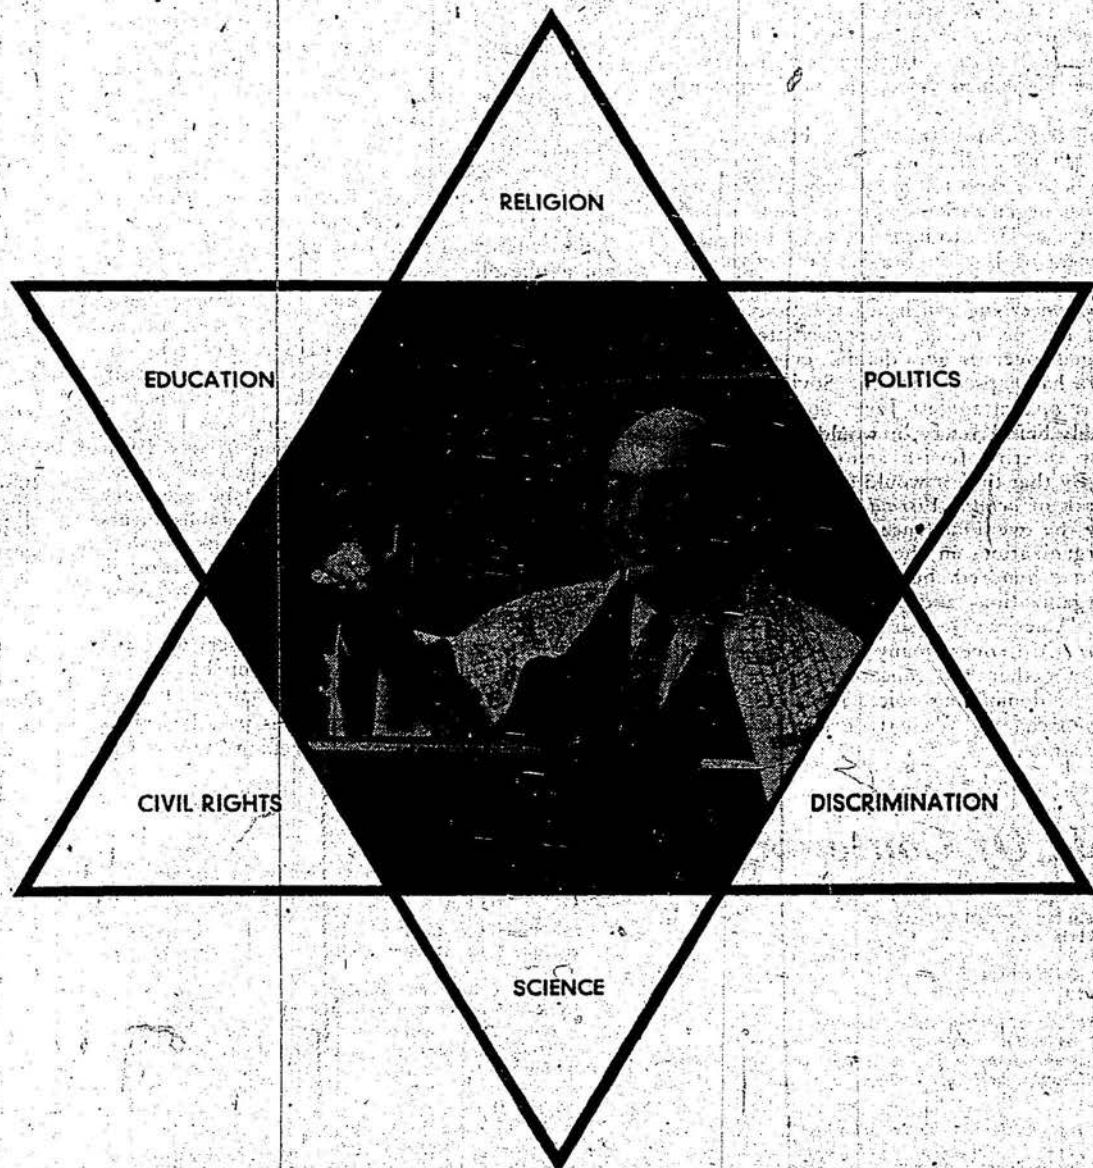 RELIGION
EDUCATION
POLITICS
CIVIL RIGHTS
DISCRIMINATION
SCIENCE